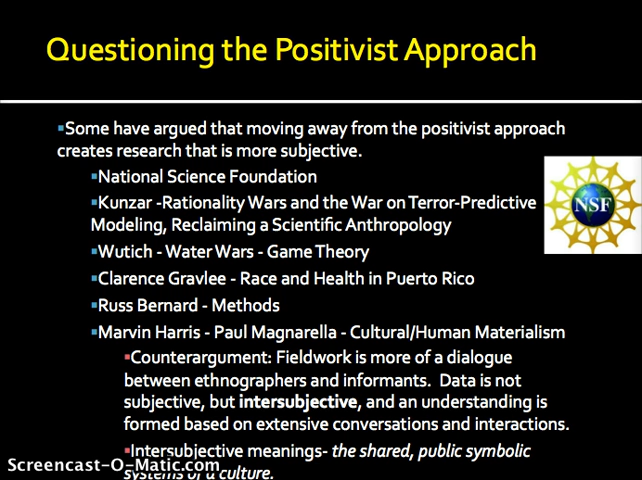 Questioning the Positivist Approach
▪Some have argued that moving away from the positivist approach
creates research that is more subjective.
▪National Science Foundation
▪Kunzar -Rationality Wars and the War on Terror-Predictive
Modeling, Reclaiming a Scientific Anthropology
NSF
▪Wutich - Water Wars - Game Theory
▪Clarence Gravlee - Race and Health in Puerto Rico
▪Russ Bernard - Methods
▪Marvin Harris - Paul Magnarella - Cultural/Human Materialism
▪Counterargument: Fieldwork is more of a dialogue
between ethnographers and informants. Data is not
subjective, but intersubjective, and an understanding is
formed based on extensive conversations and interactions.
▪Intersubjective meanings- the shared, public symbolic
systems of a culture.
Screencast-O-Matic.com